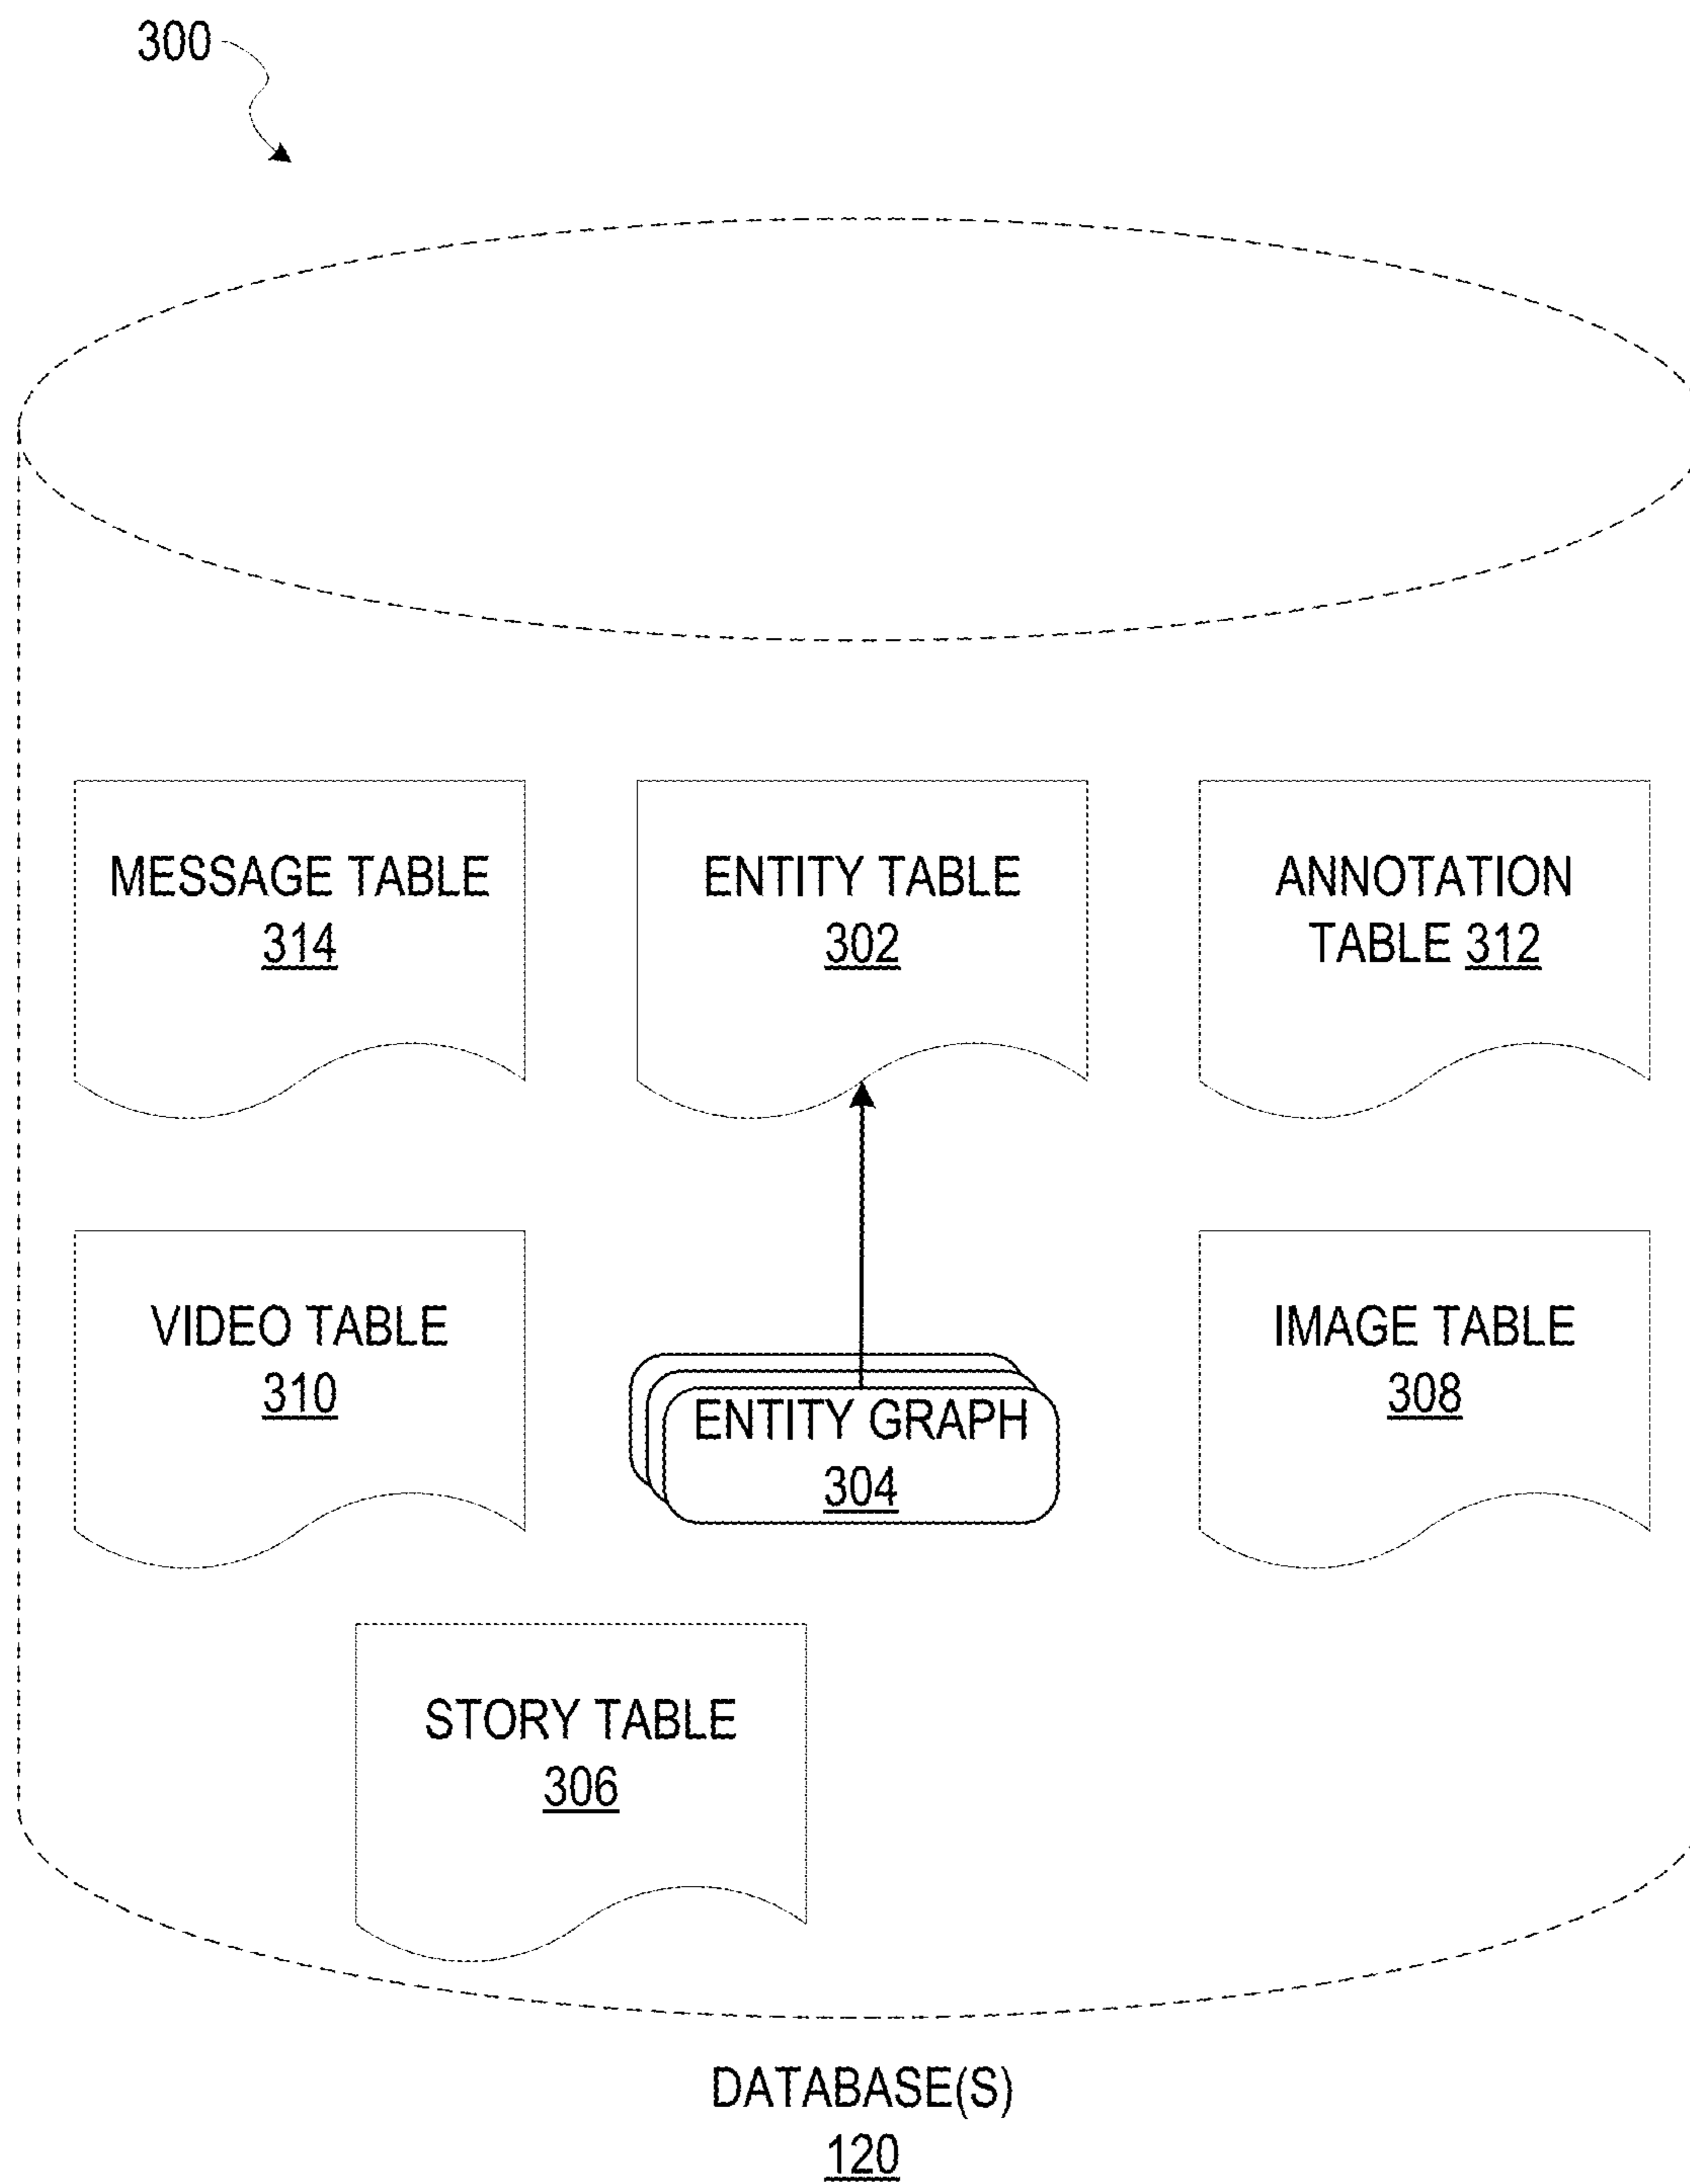 300
MESSAGE TABLE
314
ENTITY TABLE
302
ANNOTATION
TABLE 312
VIDEO TABLE
310
ENTITY GRAPH
304
IMAGE TABLE
308
STORY TABLE
306
DATABASE(S)
120